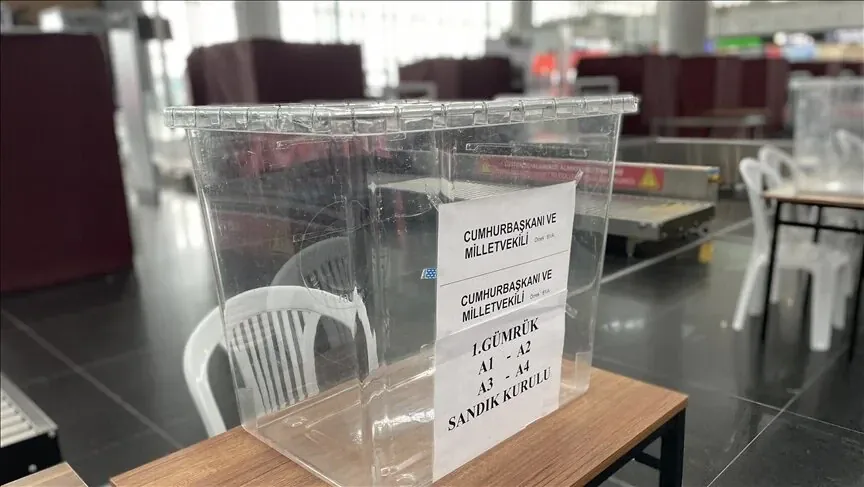 CUMHURBAŞKANI VE
MİLLETVEKİLİ
CUMHURBAŞKANI VE
MİLLETVEKİLİ
1.GÜMRÜK
A1 - A2
A3 - A4
SANDIK KURULU